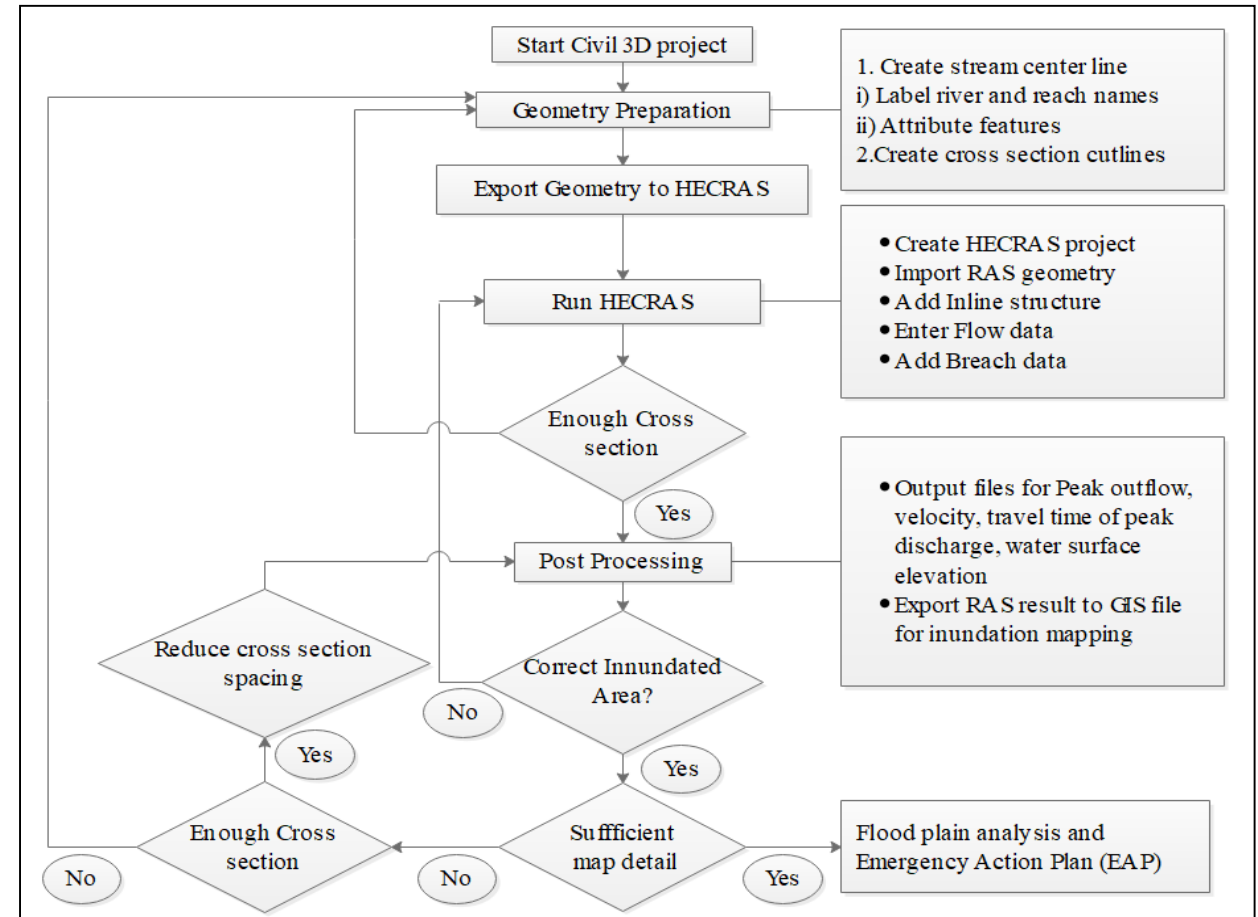 Start Civil 3D project
Geometry Preparation
1. Create stream center line
i) Label river and reach names
ii) Attribute features
2.Create cross section cutlines
Export Geometry to HECRAS
Run HECRAS
• Create HECRAS project
• Import RAS geometry
• Add Inline structure
• Enter Flow data
• Add Breach data
Enough Cross
section
Yes
Post Processing
• Output files for Peak outflow,
velocity, travel time of peak
discharge, water surface
elevation
• Export RAS result to GIS file
for inundation mapping
Reduce cross section
spacing
Correct Innundated
Area?
No
Yes
Yes
Enough Cross
section
Suffficient
map detail
Flood plain analysis and
Emergency Action Plan (EAP)
No
No
Yes